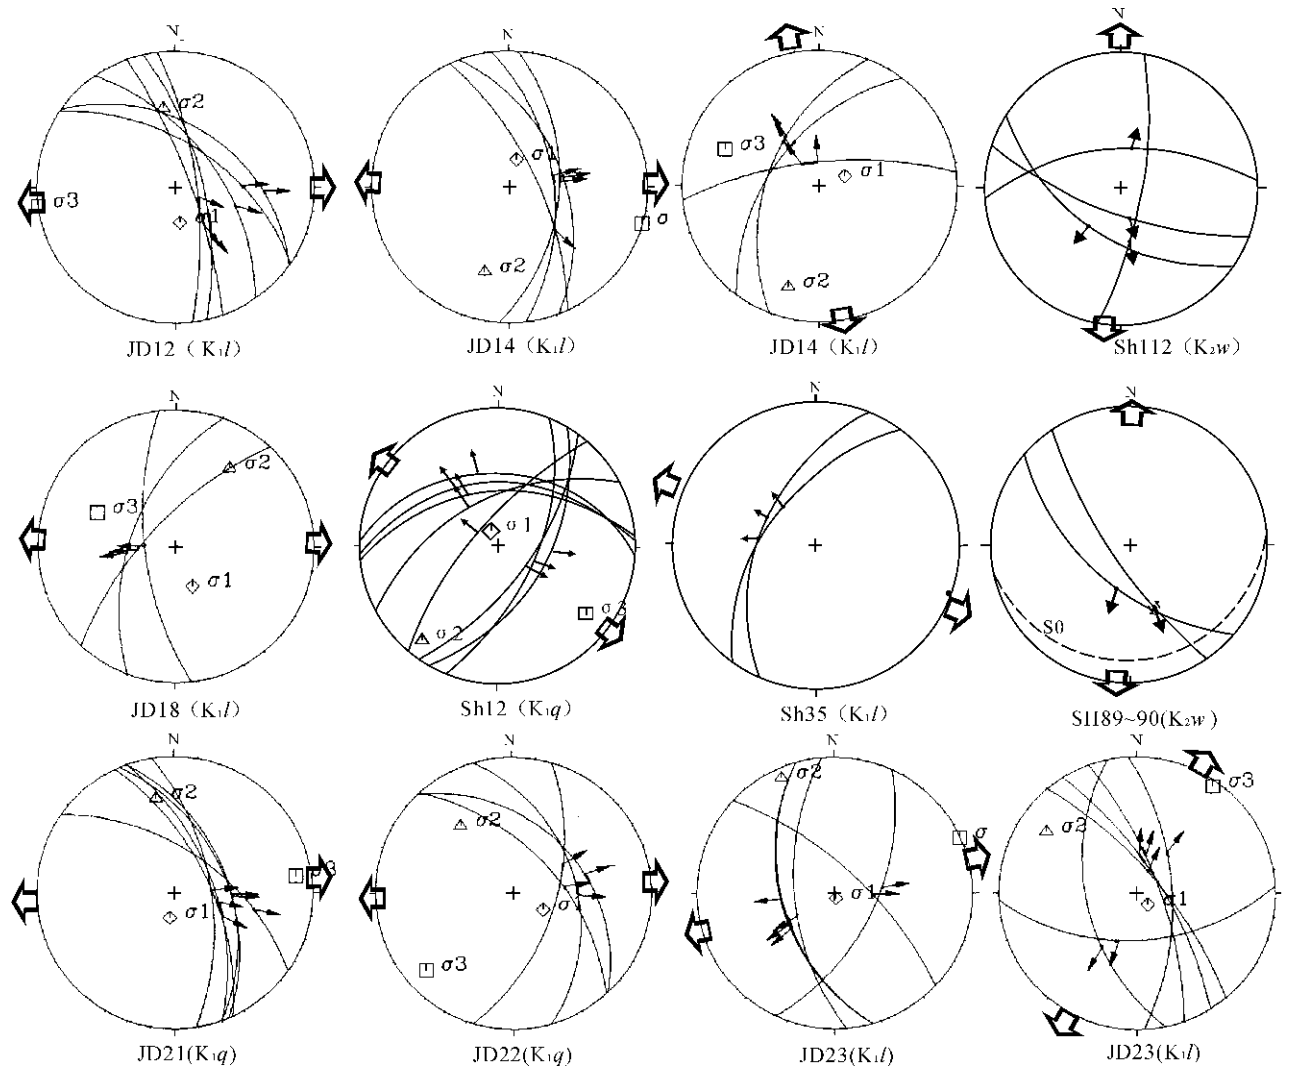 N N N N
σ2 σ3 σ1
σ1 σ σ2
σ3 σ1 σ2
JD12（K₁l） JD14（K₁l） JD14（K₁l） Sh112（K₂w）
N N N N
σ3 σ2 σ1
σ1 σ2 σ3
S0
JD18（K₁l） Sh12（K₁q） Sh35（K₁l） SH89~90(K₂w)
N N N N
σ2 σ1 3
σ2 σ σ3
σ2 σ σ1
σ3 σ2 σ1
JD21(K₁q) JD22(K₁q) JD23(K₁l) JD23(K₁l)